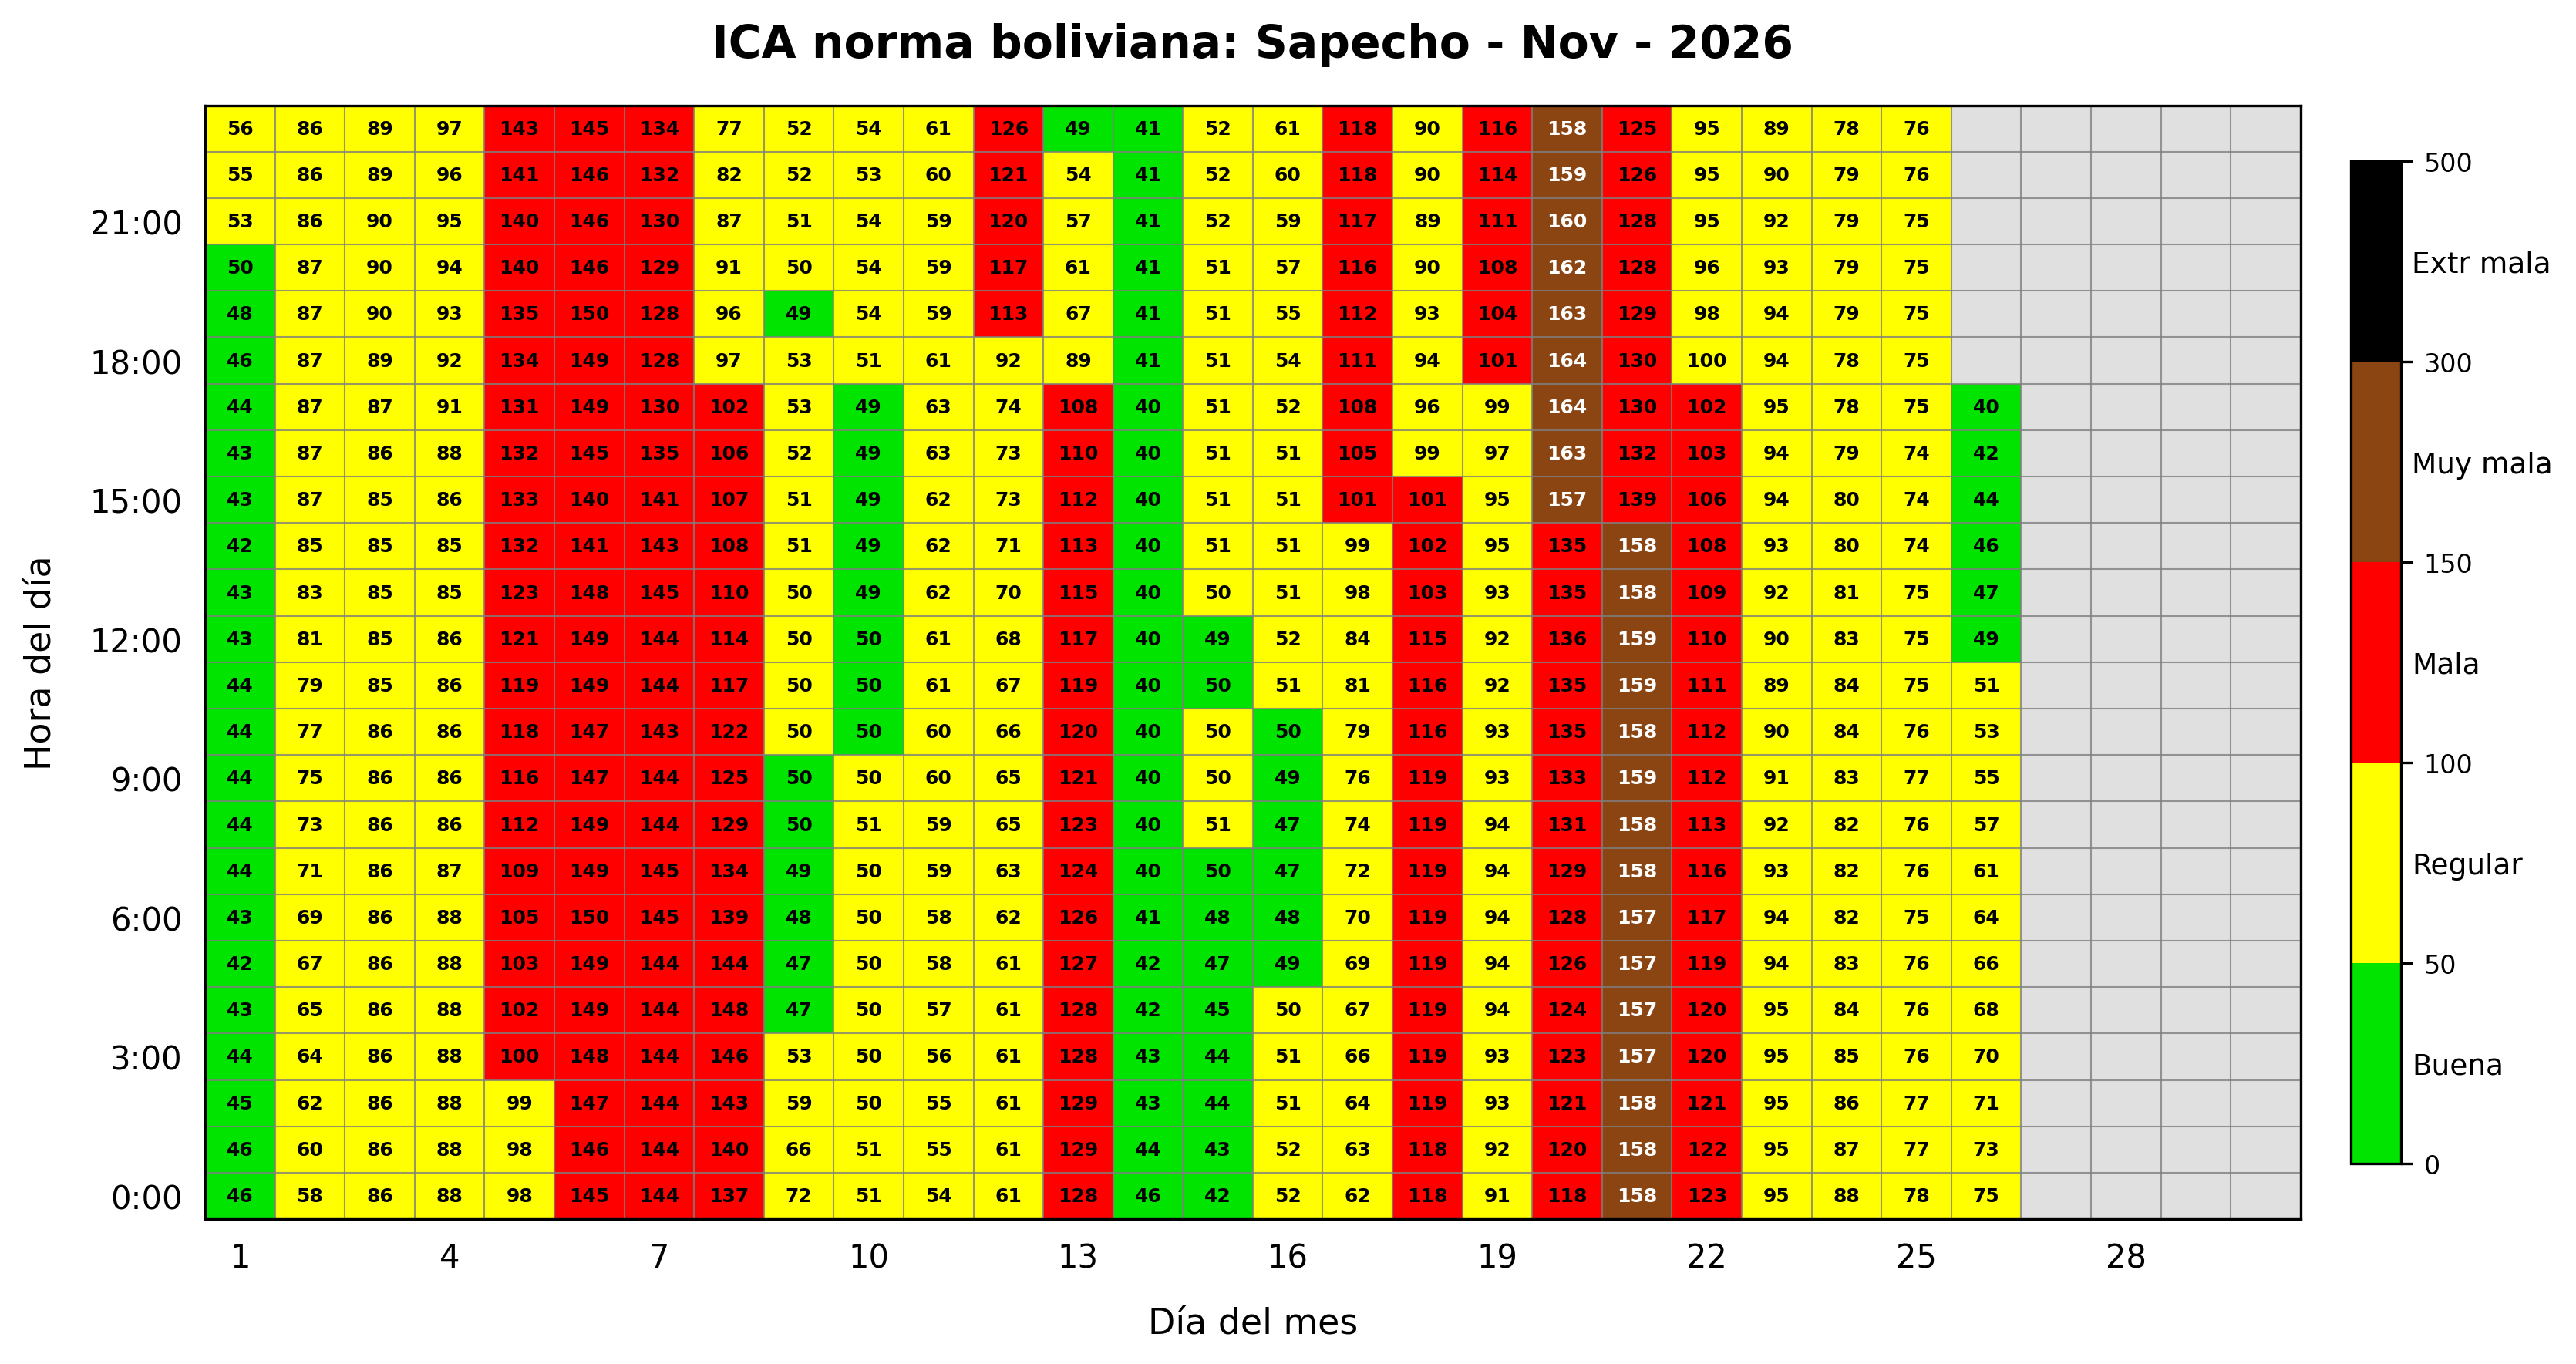 ICA norma boliviana: Sapecho - Nov - 2026
56 86 89 97 143 145 134 77 52 54 61 126 49 41 52 61 118 90 116 158 125 95 89 78 76
55 86 89 96 141 146 132 82 52 53 60 121 54 41 52 60 118 90 114 159 126 95 90 79 76
21:00 53 86 90 95 140 146 130 87 51 54 59 120 57 41 52 59 117 89 111 160 128 95 92 79 75
50 87 90 94 140 146 129 91 50 54 59 117 61 41 51 57 116 90 108 162 128 96 93 79 75
48 87 90 93 135 150 128 96 49 54 59 113 67 41 51 55 112 93 104 163 129 98 94 79 75
18:00 46 87 89 92 134 149 128 97 53 51 61 92 89 41 51 54 111 94 101 164 130 100 94 78 75
44 87 87 91 131 149 130 102 53 49 63 74 108 40 51 52 108 96 99 164 130 102 95 78 75 40
43 87 86 88 132 145 135 106 52 49 63 73 110 40 51 51 105 99 97 163 132 103 94 79 74 42
15:00 43 87 85 86 133 140 141 107 51 49 62 73 112 40 51 51 101 101 95 157 139 106 94 80 74 44
42 85 85 85 132 141 143 108 51 49 62 71 113 40 51 51 99 102 95 135 158 108 93 80 74 46
43 83 85 85 123 148 145 110 50 49 62 70 115 40 50 51 98 103 93 135 158 109 92 81 75 47
12:00 43 81 85 86 121 149 144 114 50 50 61 68 117 40 49 52 84 115 92 136 159 110 90 83 75 49
44 79 85 86 119 149 144 117 50 50 61 67 119 40 50 51 81 116 92 135 159 111 89 84 75 51
44 77 86 86 118 147 143 122 50 50 60 66 120 40 50 50 79 116 93 135 158 112 90 84 76 53
9:00 44 75 86 86 116 147 144 125 50 50 60 65 121 40 50 49 76 119 93 133 159 112 91 83 77 55
44 73 86 86 112 149 144 129 50 51 59 65 123 40 51 47 74 119 94 131 158 113 92 82 76 57
44 71 86 87 109 149 145 134 49 50 59 63 124 40 50 47 72 119 94 129 158 116 93 82 76 61
6:00 43 69 86 88 105 150 145 139 48 50 58 62 126 41 48 48 70 119 94 128 157 117 94 82 75 64
42 67 86 88 103 149 144 144 47 50 58 61 127 42 47 49 69 119 94 126 157 119 94 83 76 66
43 65 86 88 102 149 144 148 47 50 57 61 128 42 45 50 67 119 94 124 157 120 95 84 76 68
3:00 44 64 86 88 100 148 144 146 53 50 56 61 128 43 44 51 66 119 93 123 157 120 95 85 76 70
45 62 86 88 99 147 144 143 59 50 55 61 129 43 44 51 64 119 93 121 158 121 95 86 77 71
46 60 86 88 98 146 144 140 66 51 55 61 129 44 43 52 63 118 92 120 158 122 95 87 77 73
0:00 46 58 86 88 98 145 144 137 72 51 54 61 128 46 42 52 62 118 91 118 158 123 95 88 78 75
1 4 7 10 13 16 19 22 25 28
Día del mes
Hora del día
500
Extr mala
300
Muy mala
150
Mala
100
Regular
50
Buena
0